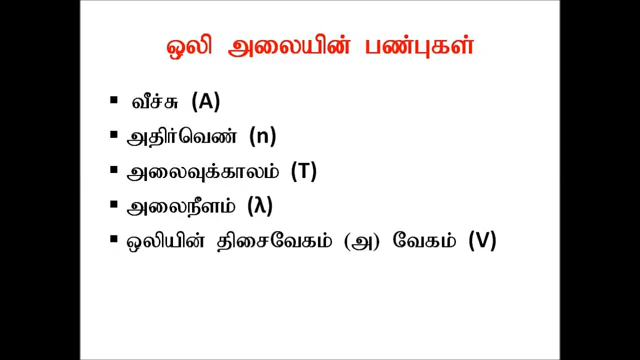 ஒலி அலையின் பண்புகள்
▪ வீச்சு (A)
▪ அதிர்வெண் (n)
▪ அலைவுக்காலம் (T)
▪ அலைநீளம் (λ)
▪ ஒலியின் திசைவேகம் (அ) வேகம் (V)